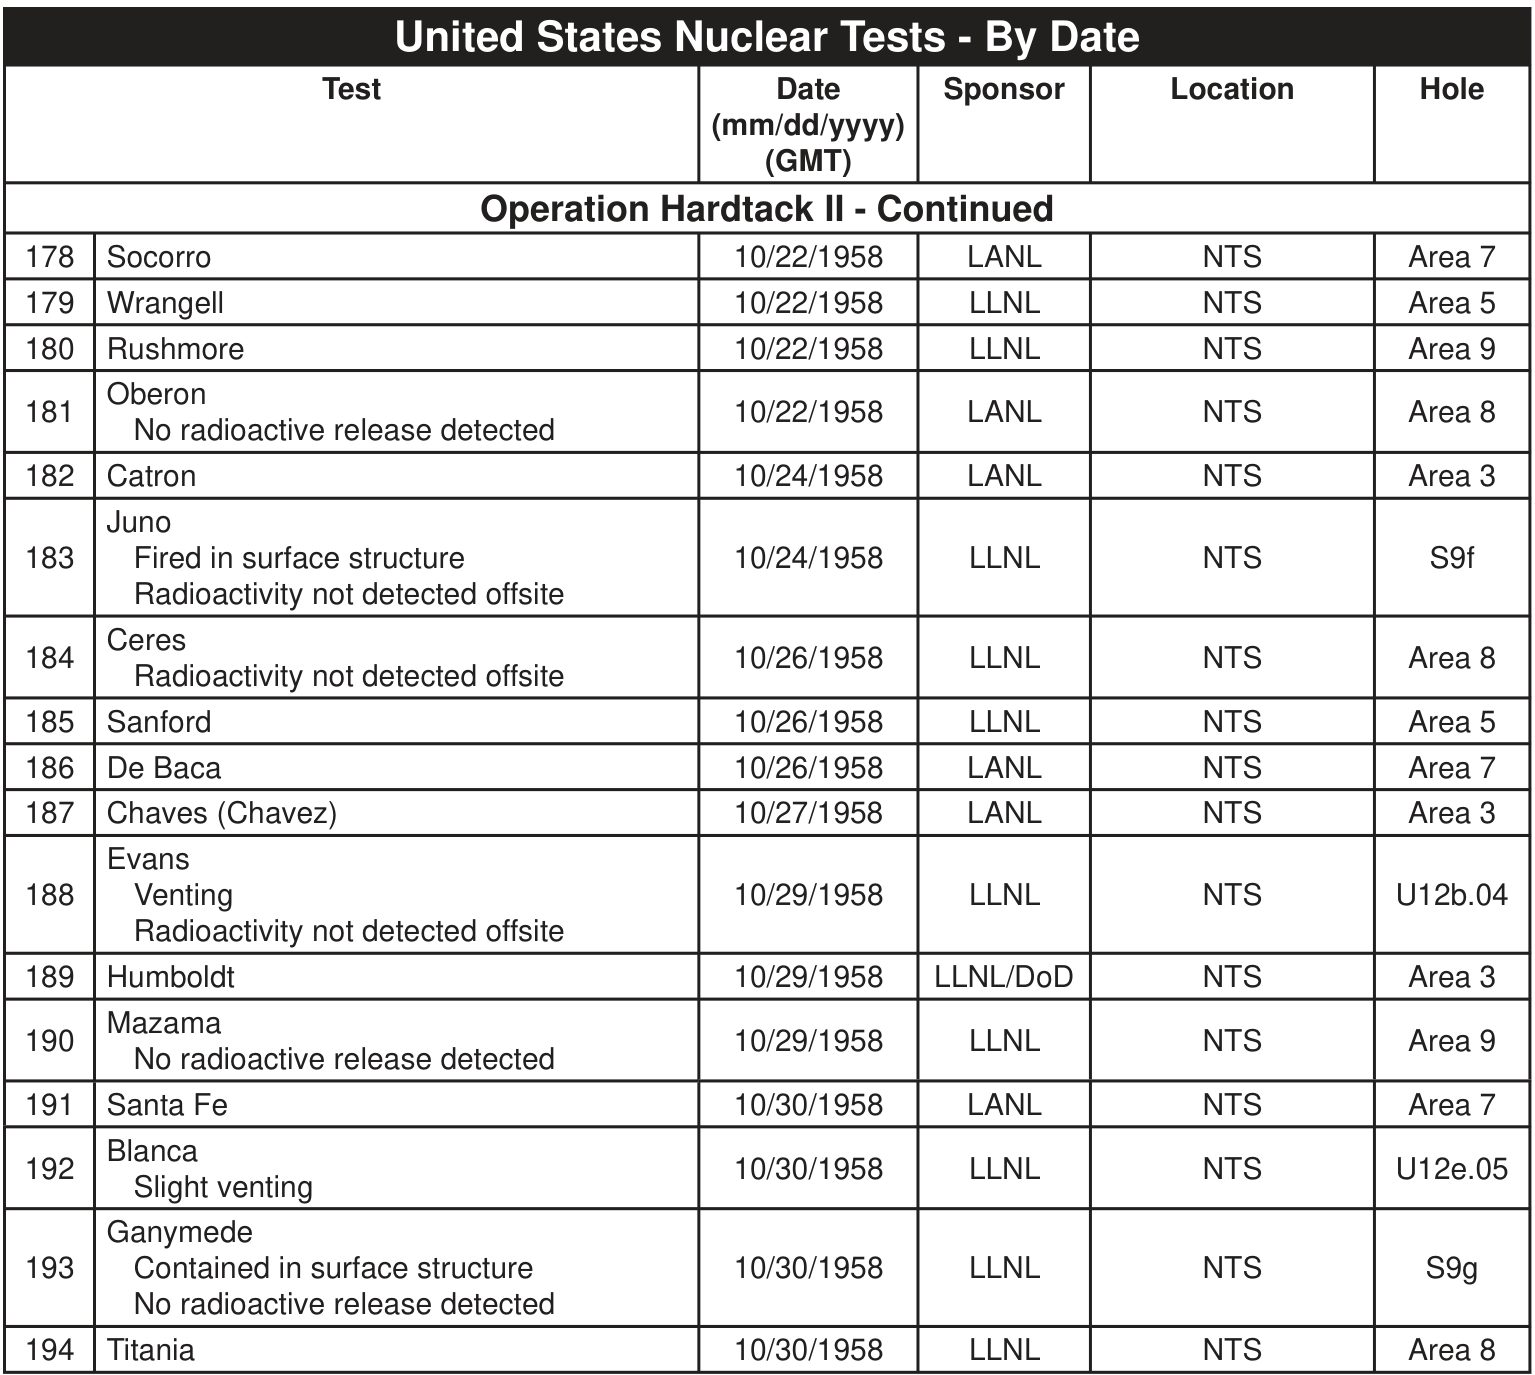 United States Nuclear Tests - By Date
Test Date Sponsor Location Hole
(mm/dd/yyyy)
(GMT)
Operation Hardtack II - Continued
178 Socorro 10/22/1958 LANL NTS Area 7
179 Wrangell 10/22/1958 LLNL NTS Area 5
180 Rushmore 10/22/1958 LLNL NTS Area 9
181 Oberon 10/22/1958 LANL NTS Area 8
No radioactive release detected
182 Catron 10/24/1958 LANL NTS Area 3
183 Juno 10/24/1958 LLNL NTS S9f
Fired in surface structure
Radioactivity not detected offsite
184 Ceres 10/26/1958 LLNL NTS Area 8
Radioactivity not detected offsite
185 Sanford 10/26/1958 LLNL NTS Area 5
186 De Baca 10/26/1958 LANL NTS Area 7
187 Chaves (Chavez) 10/27/1958 LANL NTS Area 3
188 Evans 10/29/1958 LLNL NTS U12b.04
Venting
Radioactivity not detected offsite
189 Humboldt 10/29/1958 LLNL/DoD NTS Area 3
190 Mazama 10/29/1958 LLNL NTS Area 9
No radioactive release detected
191 Santa Fe 10/30/1958 LANL NTS Area 7
192 Blanca 10/30/1958 LLNL NTS U12e.05
Slight venting
193 Ganymede 10/30/1958 LLNL NTS S9g
Contained in surface structure
No radioactive release detected
194 Titania 10/30/1958 LLNL NTS Area 8